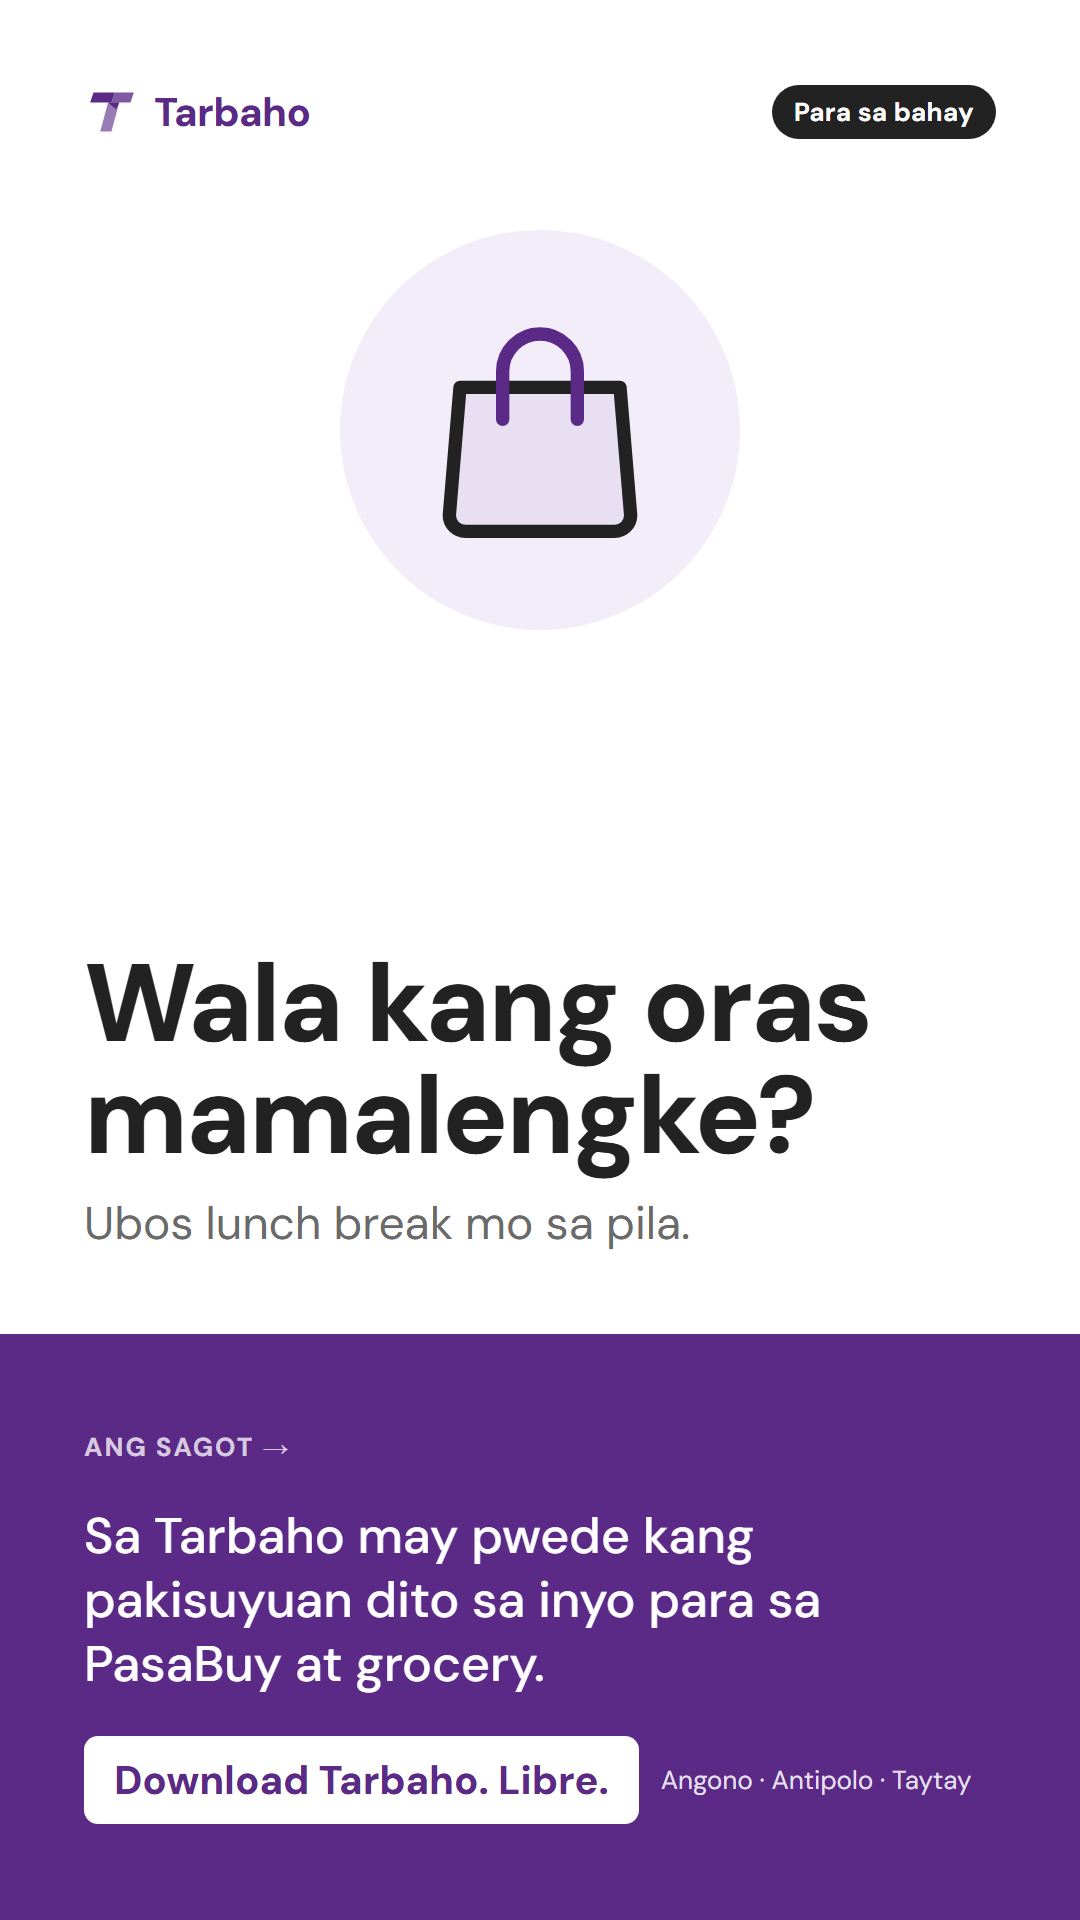 Tarbaho
Para sa bahay
Wala kang oras
mamalengke?
Ubos lunch break mo sa pila.
ANG SAGOT →
Sa Tarbaho may pwede kang
pakisuyuan dito sa inyo para sa
PasaBuy at grocery.
Download Tarbaho. Libre.
Angono · Antipolo · Taytay